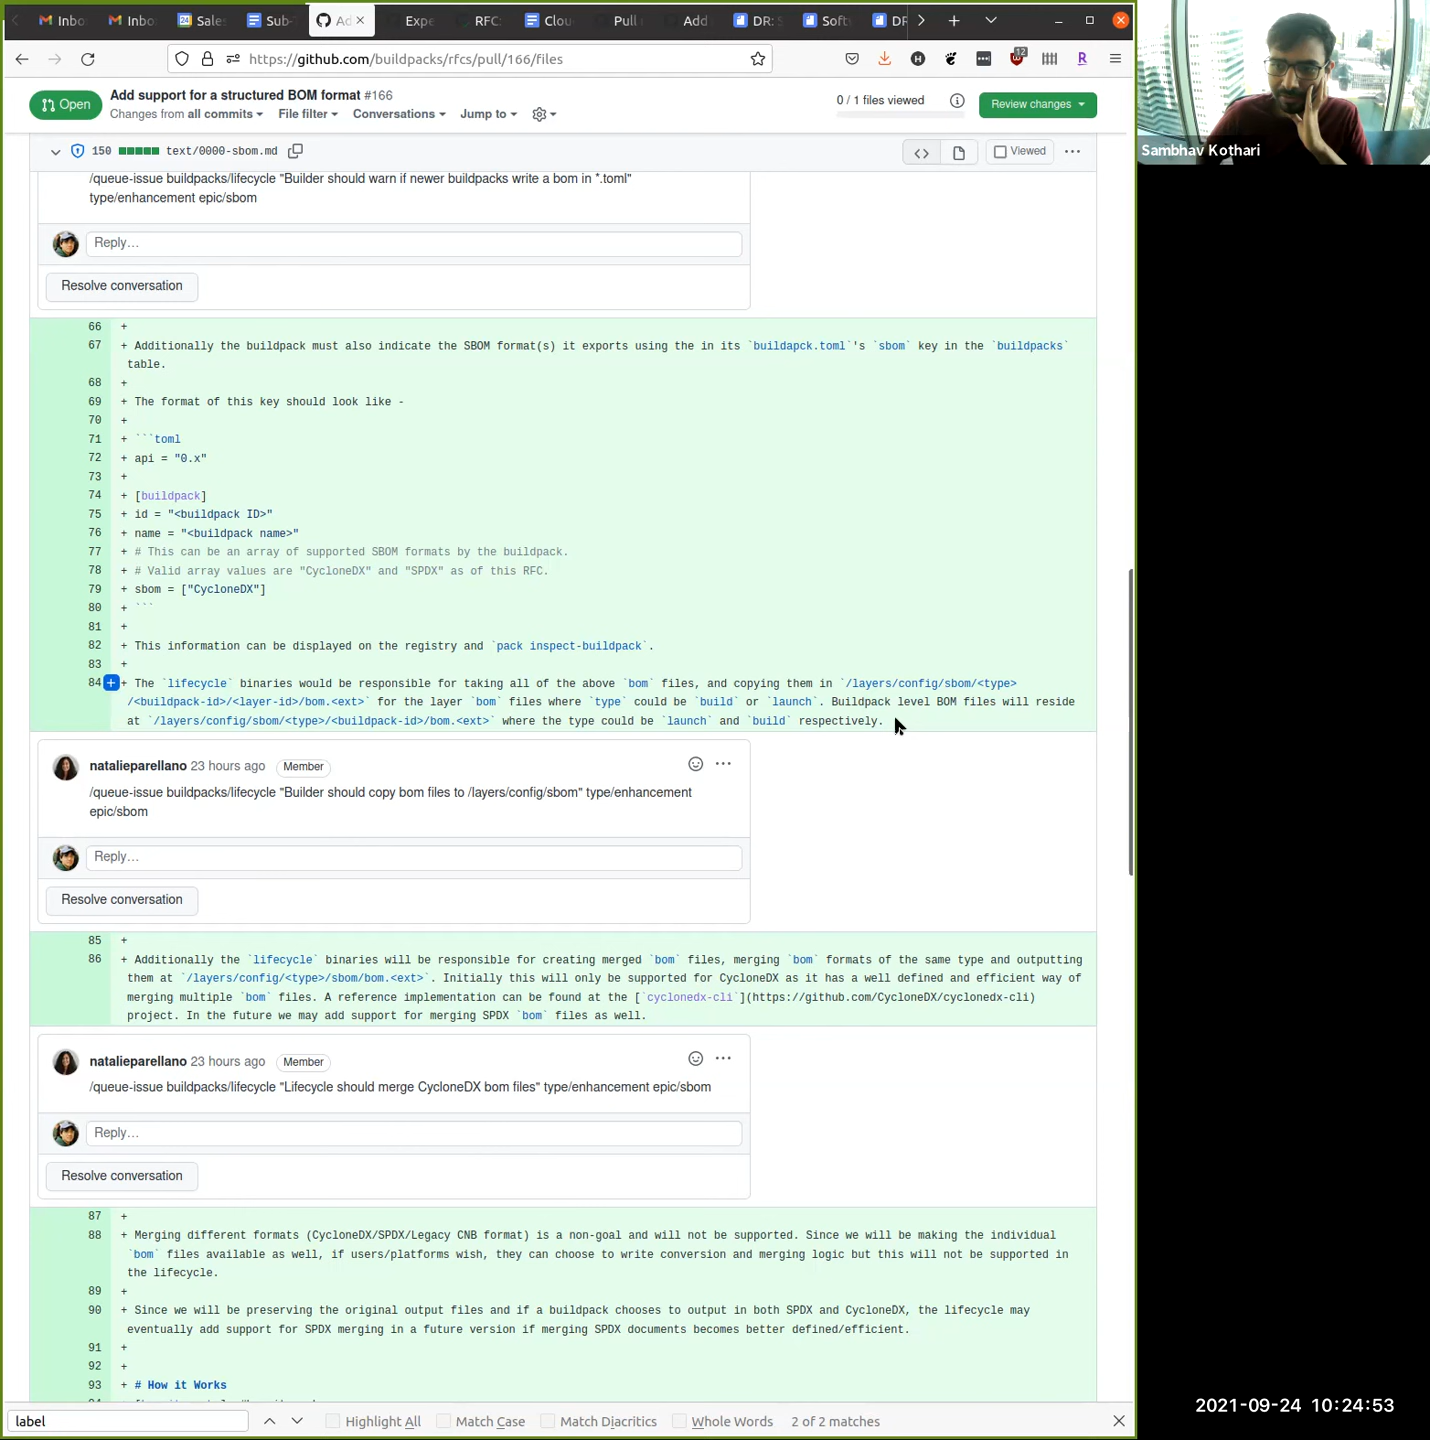 Inbo
Inbo
24 Sales
Sub-
Ad ×
Expe
RFC:
Clou
Pull
Add
DR:
Soft
DR
https://github.com/buildpacks/rfcs/pull/166/files
12
H
R
Open
Add support for a structured BOM format #166
Changes from all commits
File filter
Conversations
Jump to
0 / 1 files viewed
Review changes
150 text/0000-sbom.md
Viewed
/queue-issue buildpacks/lifecycle "Builder should warn if newer buildpacks write a bom in *.toml"
type/enhancement epic/sbom
Reply…
Resolve conversation
66 +
67 + Additionally the buildpack must also indicate the SBOM format(s) it exports using the in its `buildapck.toml`'s `sbom` key in the `buildpacks`
table.
68 +
69 + The format of this key should look like -
70 +
71 + ```toml
72 + api = "0.x"
73 +
74 + [buildpack]
75 + id = "<buildpack ID>"
76 + name = "<buildpack name>"
77 + # This can be an array of supported SBOM formats by the buildpack.
78 + # Valid array values are "CycloneDX" and "SPDX" as of this RFC.
79 + sbom = ["CycloneDX"]
80 + ```
81 +
82 + This information can be displayed on the registry and `pack inspect-buildpack`.
83 +
84 + The `lifecycle` binaries would be responsible for taking all of the above `bom` files, and copying them in `/layers/config/sbom/<type>
/<buildpack-id>/<layer-id>/bom.<ext>` for the layer `bom` files where `type` could be `build` or `launch`. Buildpack level BOM files will reside
at `/layers/config/sbom/<type>/<buildpack-id>/bom.<ext>` where the type could be `launch` and `build` respectively.
natalieparellano 23 hours ago Member
/queue-issue buildpacks/lifecycle "Builder should copy bom files to /layers/config/sbom" type/enhancement
epic/sbom
Reply…
Resolve conversation
85 +
86 + Additionally the `lifecycle` binaries will be responsible for creating merged `bom` files, merging `bom` formats of the same type and outputting
them at `/layers/config/<type>/sbom/bom.<ext>`. Initially this will only be supported for CycloneDX as it has a well defined and efficient way of
merging multiple `bom` files. A reference implementation can be found at the [`cyclonedx-cli`](https://github.com/CycloneDX/cyclonedx-cli)
project. In the future we may add support for merging SPDX `bom` files as well.
natalieparellano 23 hours ago Member
/queue-issue buildpacks/lifecycle "Lifecycle should merge CycloneDX bom files" type/enhancement epic/sbom
Reply…
Resolve conversation
87 +
88 + Merging different formats (CycloneDX/SPDX/Legacy CNB format) is a non-goal and will not be supported. Since we will be making the individual
`bom` files available as well, if users/platforms wish, they can choose to write conversion and merging logic but this will not be supported in
the lifecycle.
89 +
90 + Since we will be preserving the original output files and if a buildpack chooses to output in both SPDX and CycloneDX, the lifecycle may
eventually add support for SPDX merging in a future version if merging SPDX documents becomes better defined/efficient.
91 +
92 +
93 + # How it Works
label
Highlight All
Match Case
Match Diacritics
Whole Words
2 of 2 matches
Sambhav Kothari
2021-09-24 10:24:53